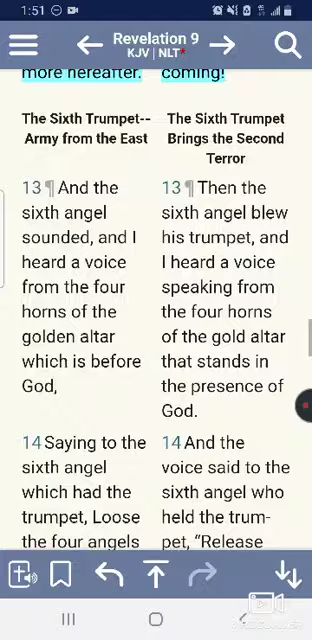 1:51
Revelation 9
KJV | NLT*
more hereafter.
The Sixth Trumpet--
Army from the East
13 ¶ And the
sixth angel
sounded, and I
heard a voice
from the four
horns of the
golden altar
which is before
God,
14 Saying to the
sixth angel
which had the
trumpet, Loose
the four angels
coming!
The Sixth Trumpet
Brings the Second
Terror
13 ¶ Then the
sixth angel blew
his trumpet, and
I heard a voice
speaking from
the four horns
of the gold altar
that stands in
the presence of
God.
14 And the
voice said to the
sixth angel who
held the trum-
pet, “Release